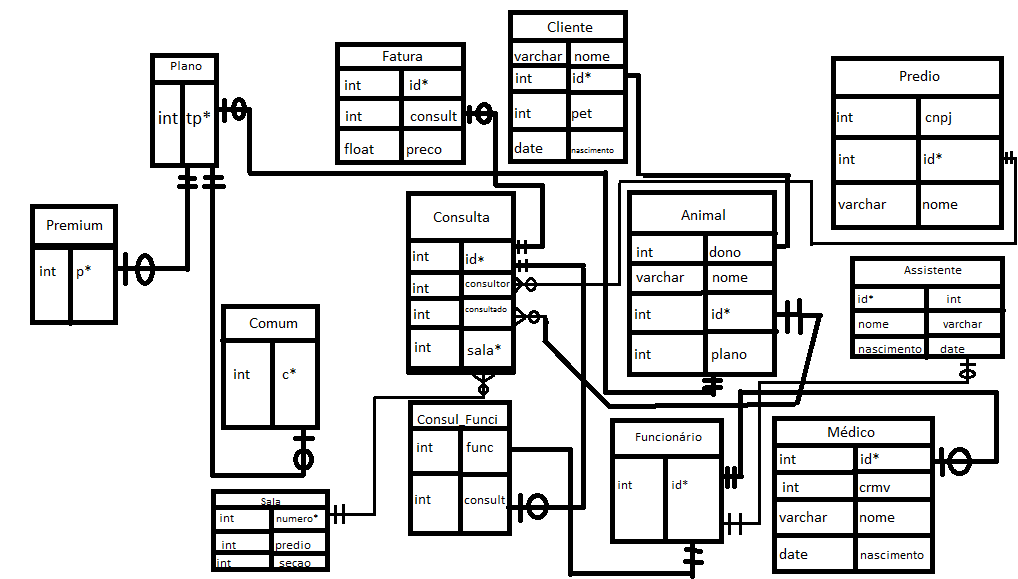 Plano
int tp*
Fatura
int id*
int consult
float preco
Cliente
varchar nome
int id*
int pet
date nascimento
Predio
int cnpj
int id*
varchar nome
Premium
int p*
Consulta
int id*
int consultor
int consultado
int sala*
Animal
int dono
varchar nome
int id*
int plano
Assistente
id* int
nome varchar
nascimento date
Comum
int c*
Consul_Funci
int func
int consult
Funcionário
int id*
Médico
int id*
int crmv
varchar nome
date nascimento
Sala
int numero*
int predio
int secao